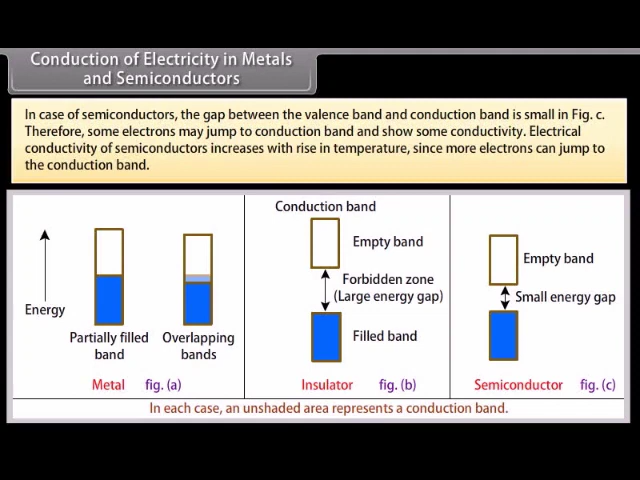 Conduction of Electricity in Metals
and Semiconductors
In case of semiconductors, the gap between the valence band and conduction band is small in Fig. c.
Therefore, some electrons may jump to conduction band and show some conductivity. Electrical
conductivity of semiconductors increases with rise in temperature, since more electrons can jump to
the conduction band.
Energy
Partially filled
band
Overlapping
bands
Metal fig. (a)
Conduction band
Empty band
Forbidden zone
(Large energy gap)
Filled band
Insulator fig. (b)
Empty band
Small energy gap
Semiconductor fig. (c)
In each case, an unshaded area represents a conduction band.